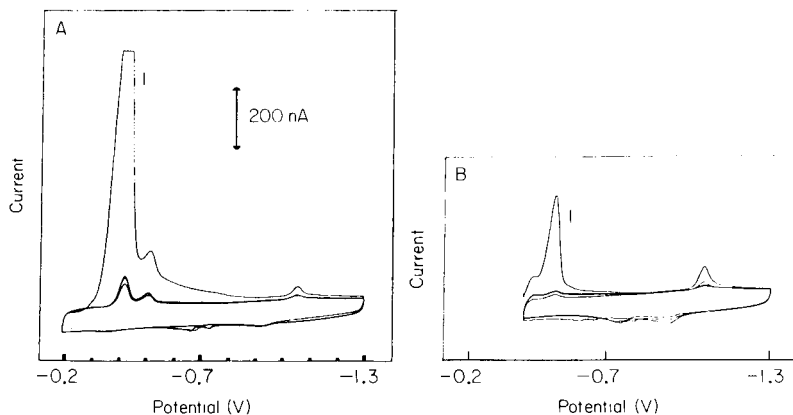 A
I
200 nA
Current
-0.2
-0.7
-1.3
Potential (V)
B
I
Current
-0.2
-0.7
-1.3
Potential (V)